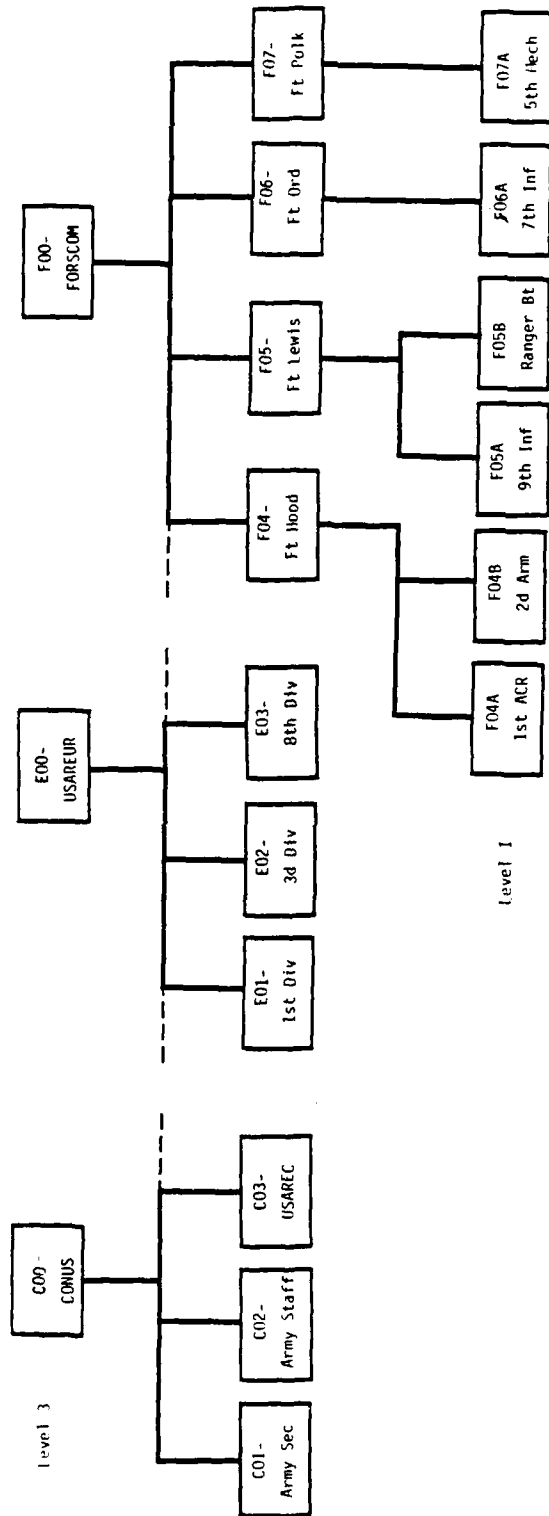 Level 3
C00-
CONUS
E00-
USAREUR
F00-
FORSCOM
C01-
Army Sec
C02-
Army Staff
C03-
USAREC
E01-
1st Div
E02-
3d Div
E03-
8th Div
F04-
Ft Hood
F05-
Ft Lewis
F06-
Ft Ord
F07-
Ft Polk
Level 1
F04A
1st ACR
F04B
2d Arm
F05A
9th Inf
F05B
Ranger Bt
F06A
7th Inf
F07A
5th Mech